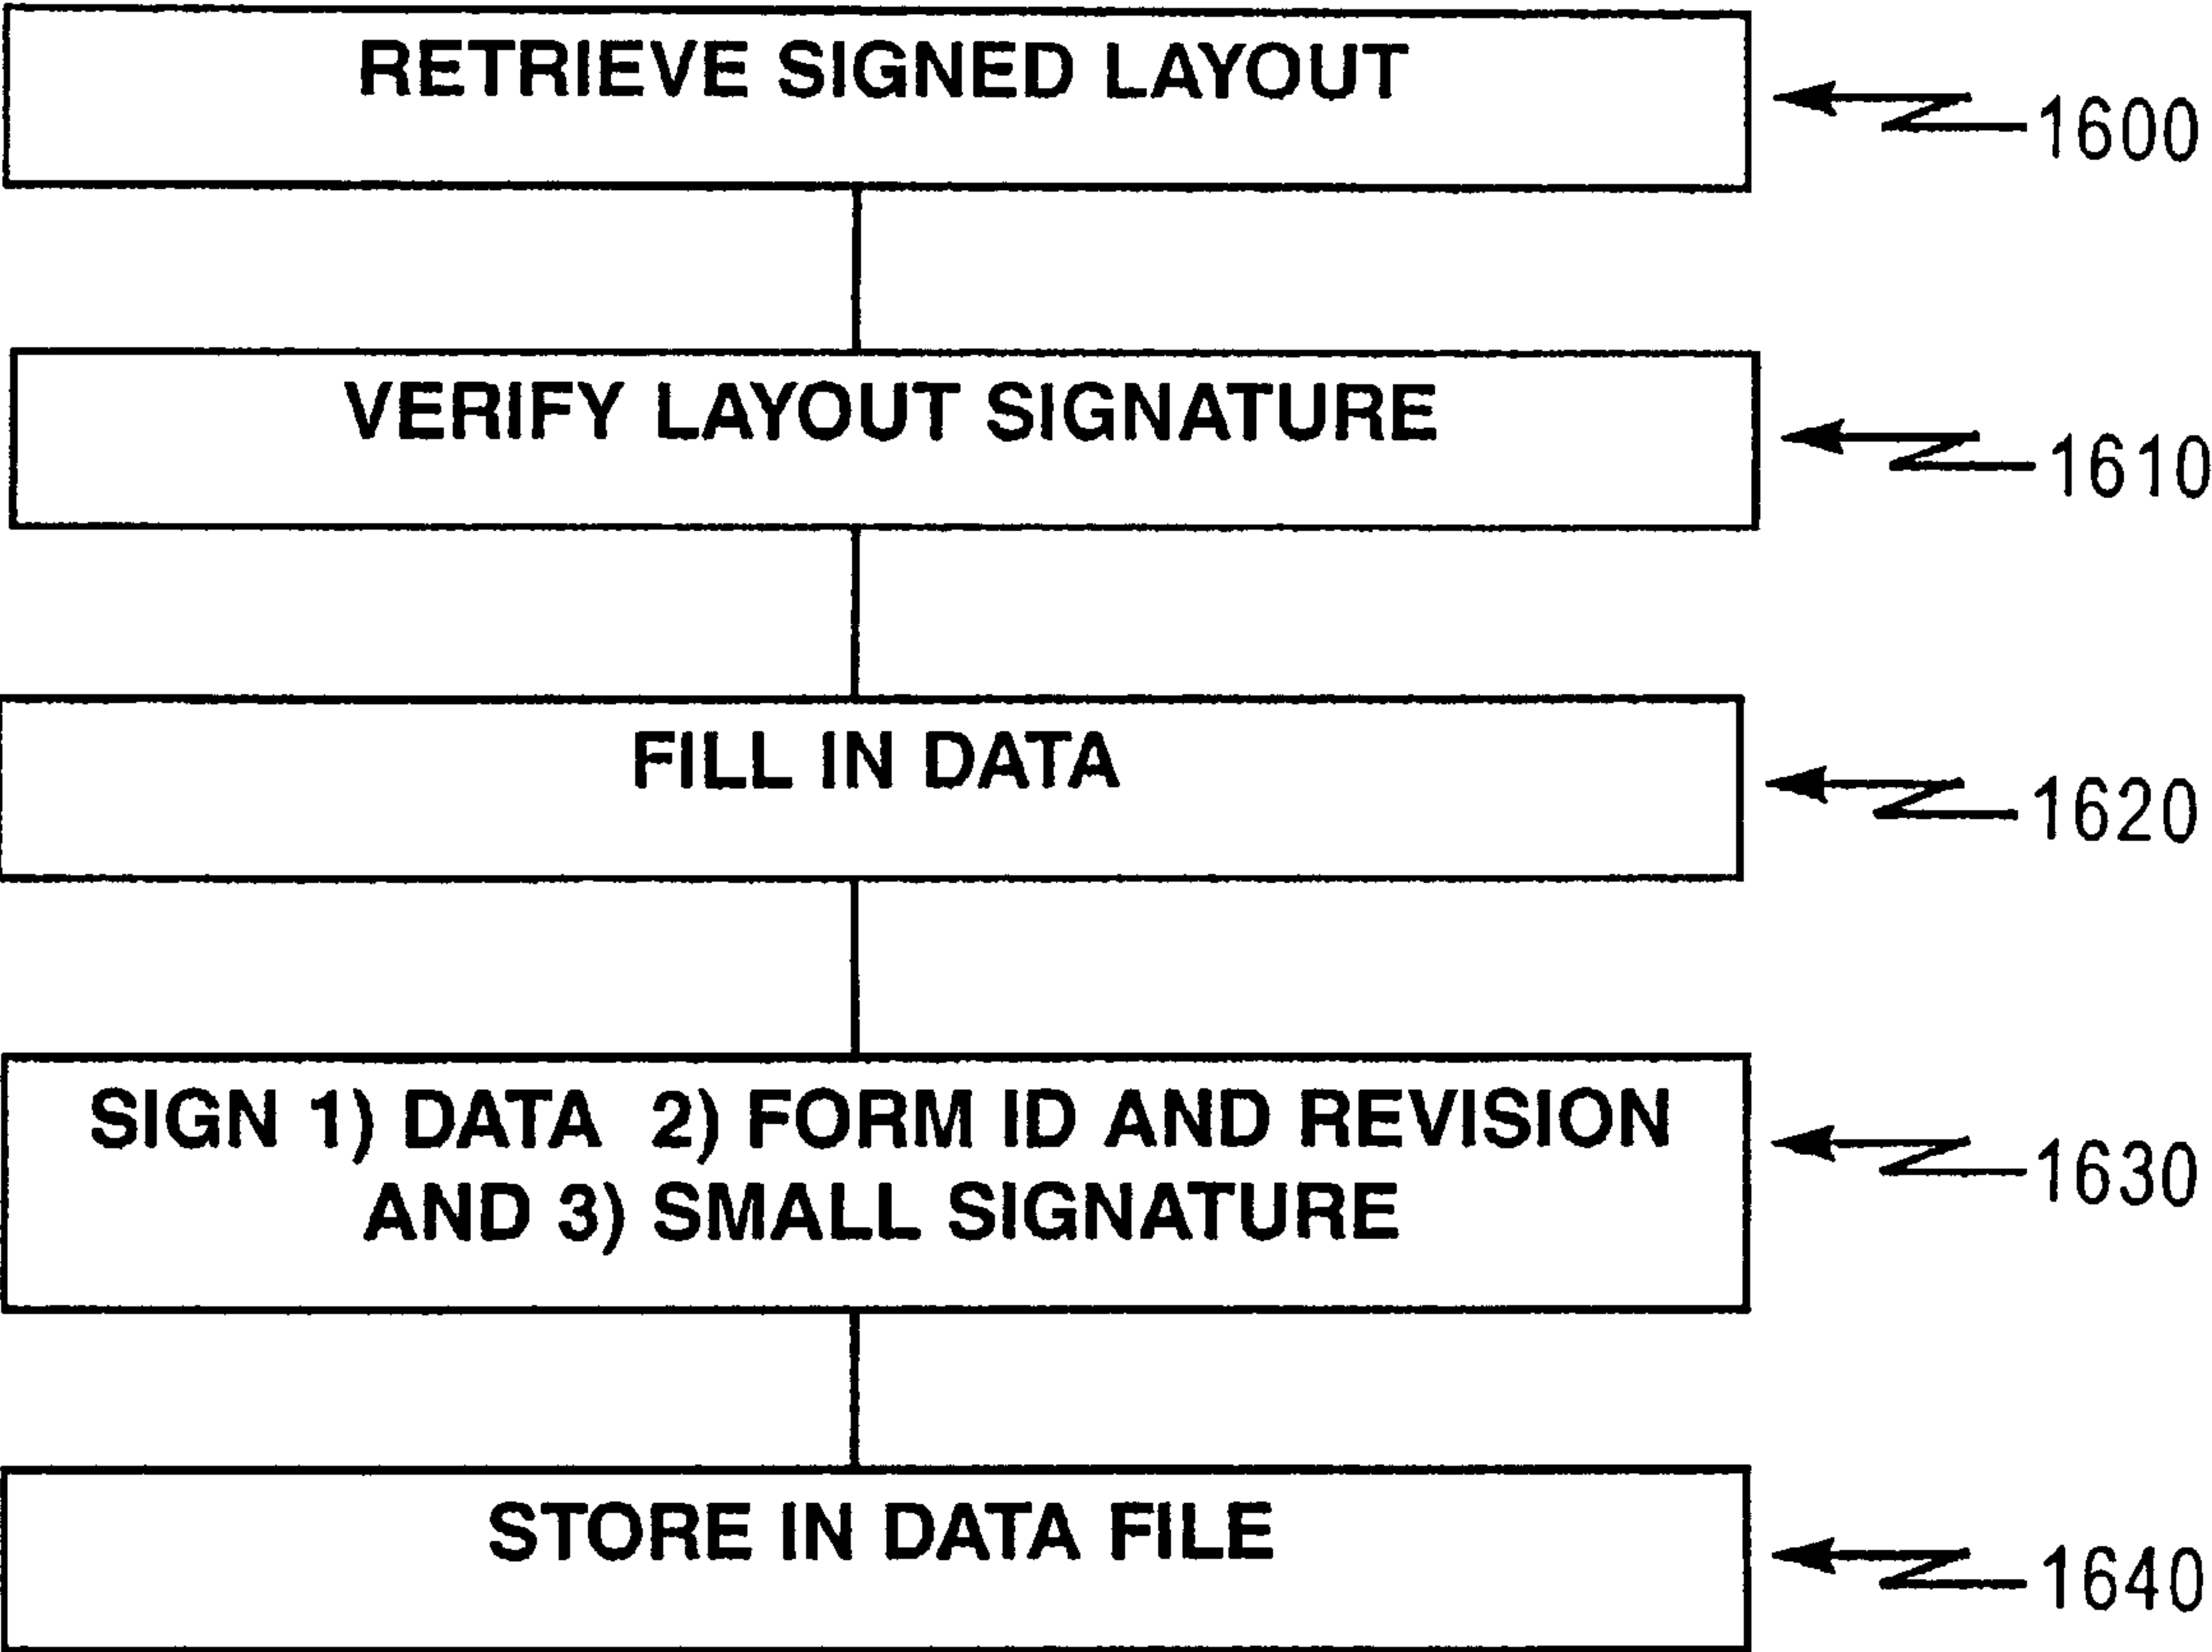 RETRIEVE SIGNED LAYOUT
1600
VERIFY LAYOUT SIGNATURE
1610
FILL IN DATA
1620
SIGN 1) DATA 2) FORM ID AND REVISION
AND 3) SMALL SIGNATURE
1630
STORE IN DATA FILE
1640